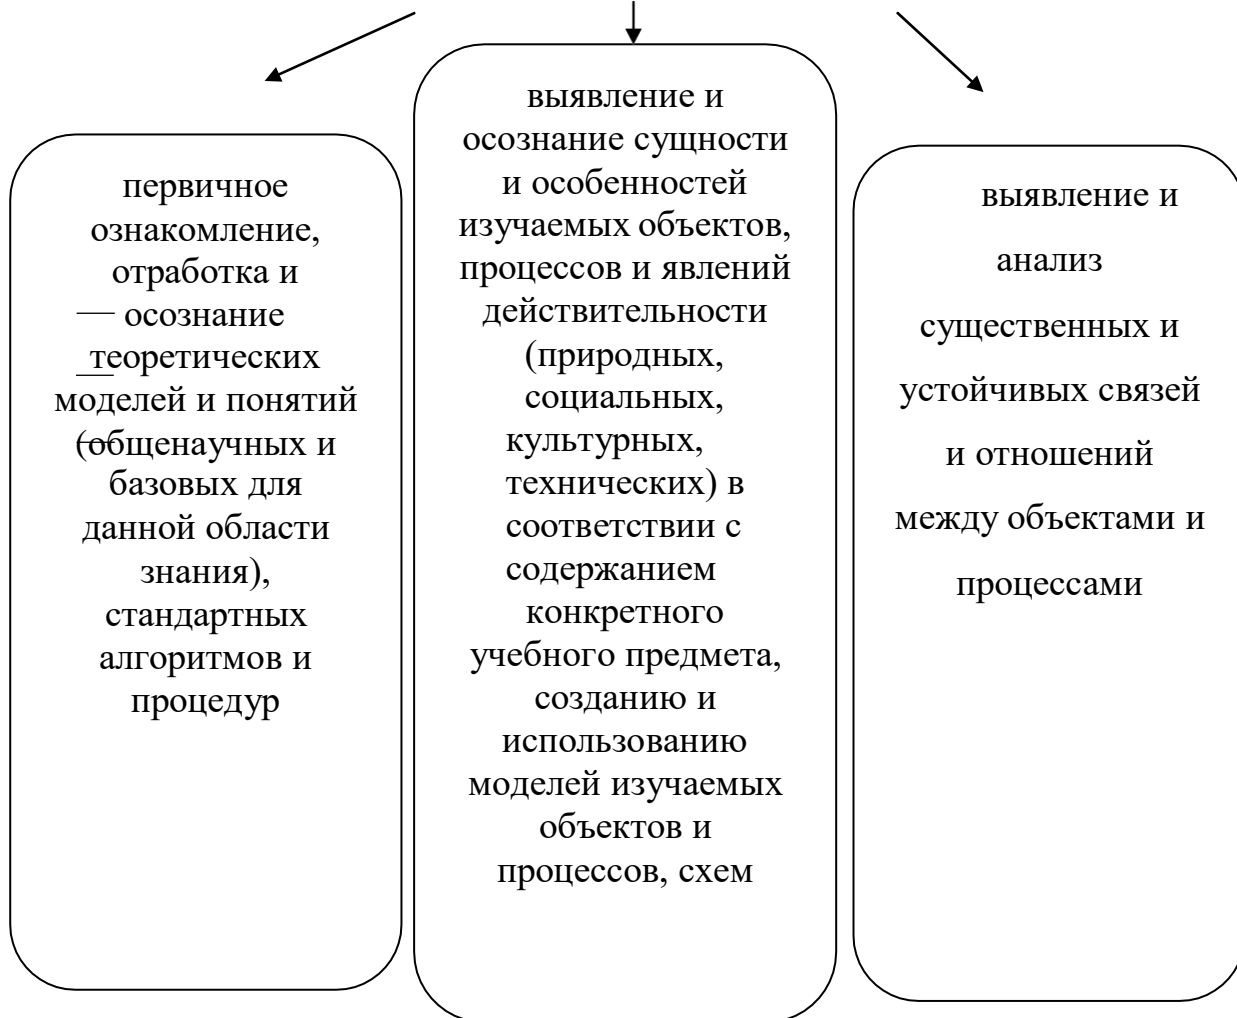 первичное
ознакомление,
отработка и
— осознание
теоретических
моделей и понятий
(общенаучных и
базовых для
данной области
знания),
стандартных
алгоритмов и
процедур
выявление и
осознание сущности
и особенностей
изучаемых объектов,
процессов и явлений
действительности
(природных,
социальных,
культурных,
технических) в
соответствии с
содержанием
конкретного
учебного предмета,
созданию и
использованию
моделей изучаемых
объектов и
процессов, схем
выявление и
анализ
существенных и
устойчивых связей
и отношений
между объектами и
процессами